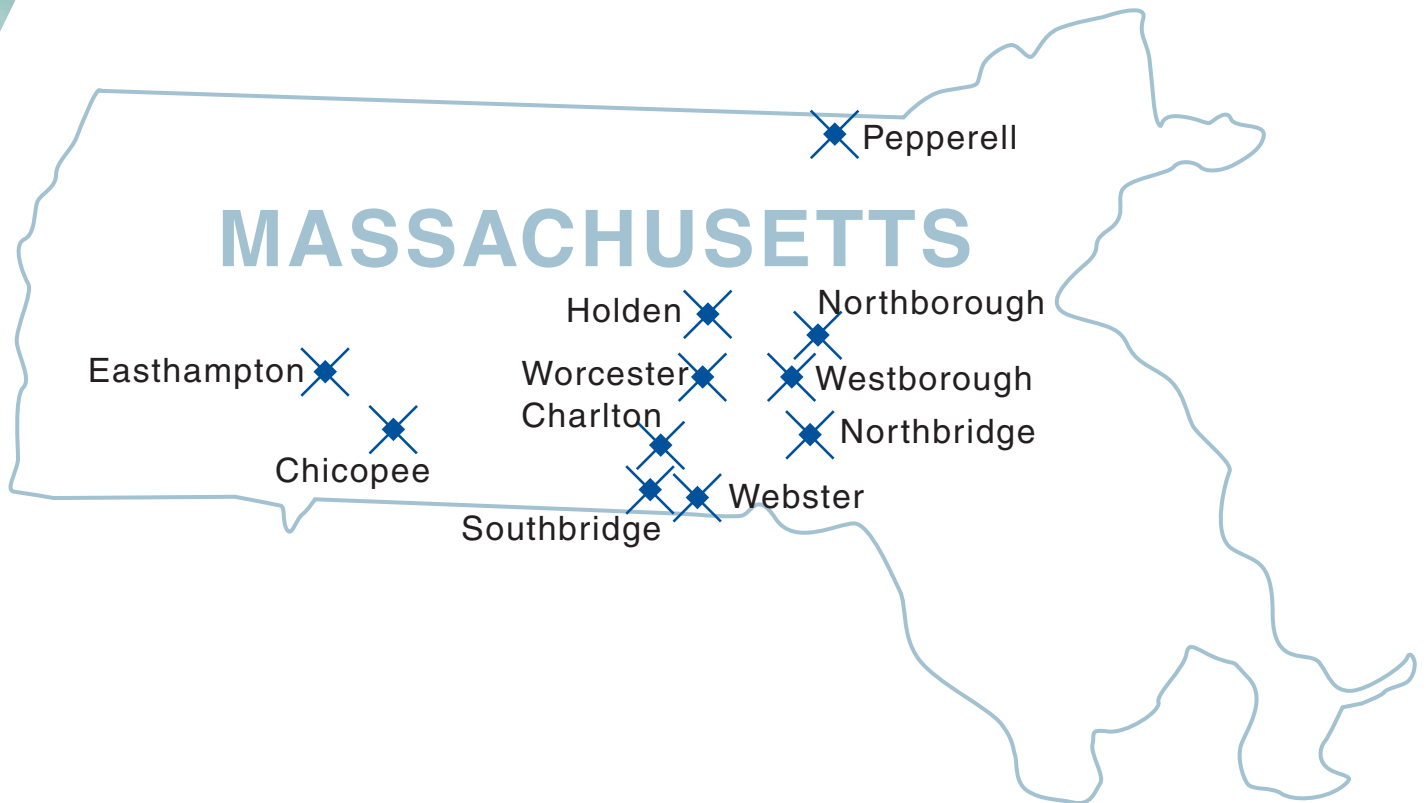 Pepperell
MASSACHUSETTS
Northborough
Holden
Easthampton
Worcester
Westborough
Charlton
Northbridge
Chicopee
Webster
Southbridge